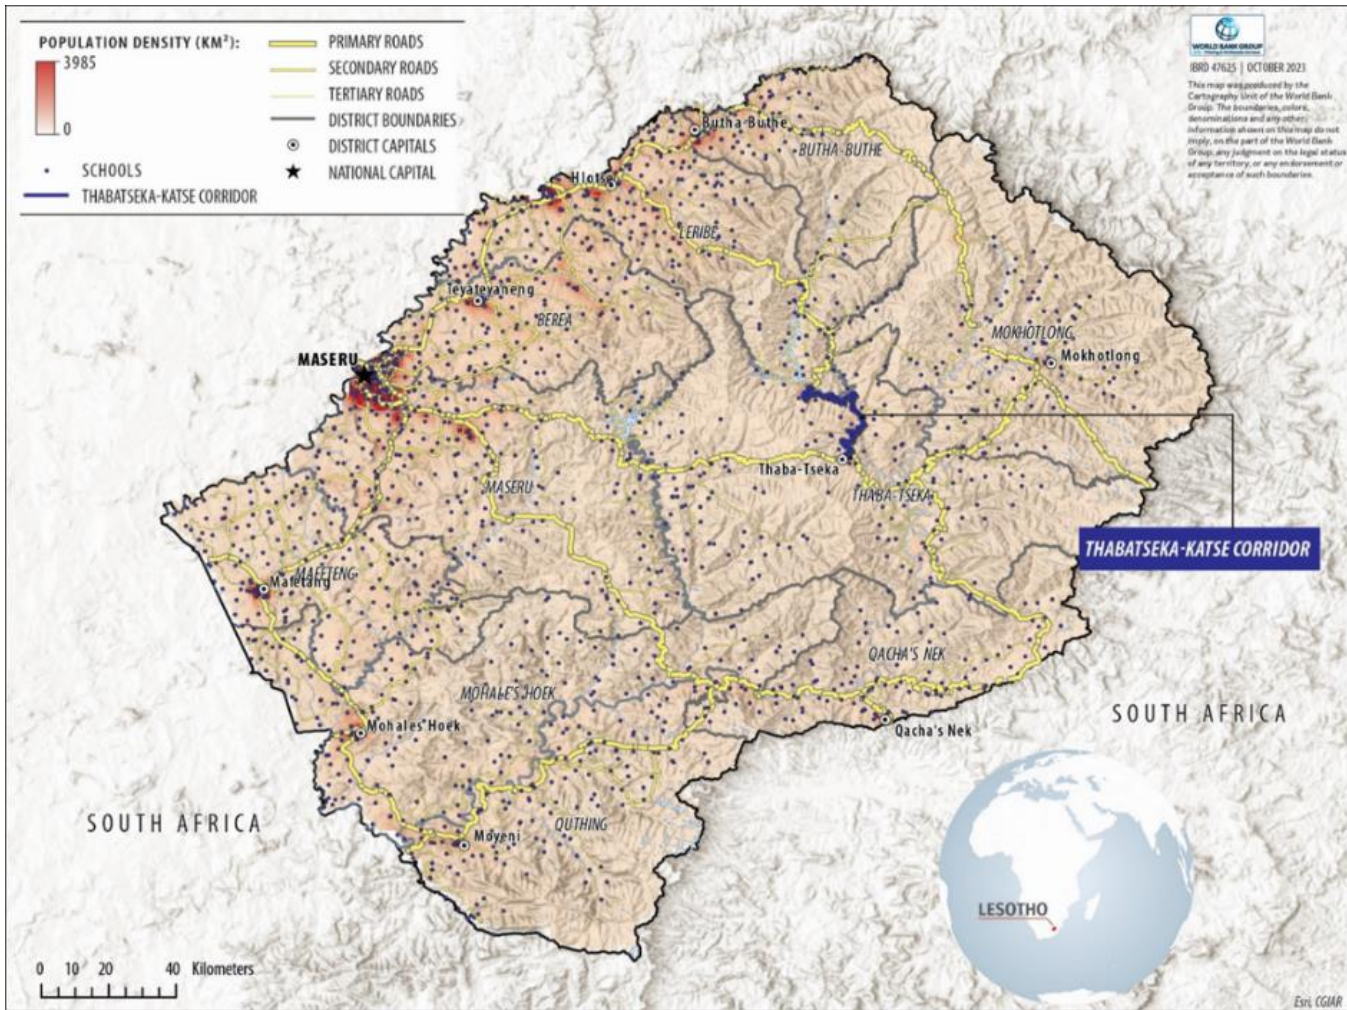 POPULATION DENSITY (KM²):
3985
0
SCHOOLS
THABATSEKA-KATSE CORRIDOR
PRIMARY ROADS
SECONDARY ROADS
TERTIARY ROADS
DISTRICT BOUNDARIES
DISTRICT CAPITALS
NATIONAL CAPITAL
WORLD BANK GROUP
IBRD 47625 | OCTOBER 2023
This map was produced by the
Cartography Unit of the World Bank
Group. The boundaries, colors,
denominations and any other
information shown on this map do not
imply, on the part of the World Bank
Group, any judgment on the legal status
of any territory, or any endorsement or
acceptance of such boundaries.
Butha-Buthe
BUTHA-BUTHE
Hlotse
LERIBE
Teyateyaneng
BEREA
MOKHOTLONG
Mokhotlong
MASERU
Thaba-Tseka
THABA-TSEKA
MASERU
THABATSEKA-KATSE CORRIDOR
MAFETENG
Mafetang
QACHA'S NEK
MOHALE'S HOEK
Mohales Hoek
Qacha's Nek
SOUTH AFRICA
SOUTH AFRICA
QUTHING
Moyeni
LESOTHO
0 10 20 40 Kilometers
Esri, CGIAR